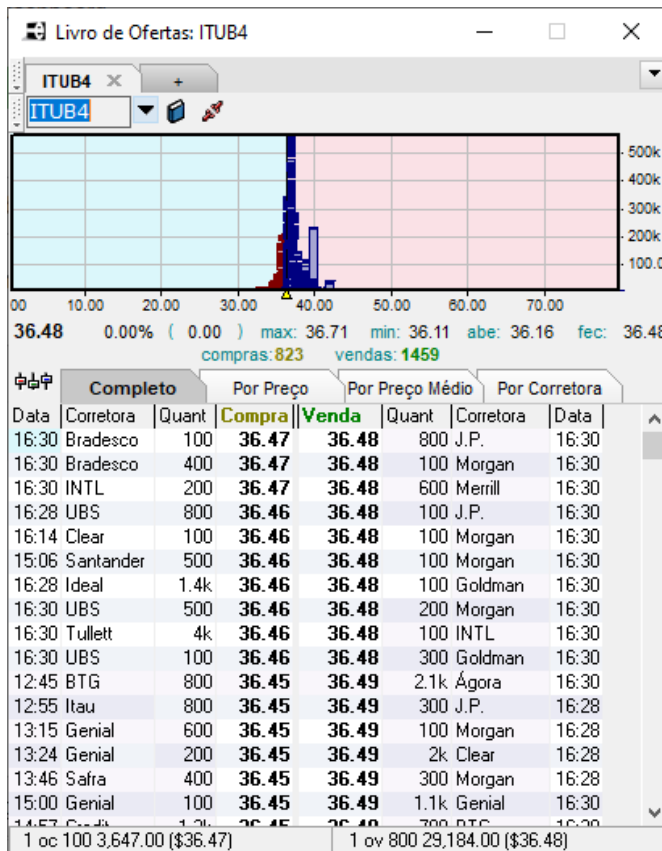 Livro de Ofertas: ITUB4
ITUB4 +
ITUB4
500k
400k
300k
200k
100.0
00 10.00 20.00 30.00 40.00 50.00 60.00 70.00
36.48 0.00% ( 0.00 ) max: 36.71 min: 36.11 abe: 36.16 fec: 36.48
compras: 823 vendas: 1459
Completo Por Preço Por Preço Médio Por Corretora
Data Corretora Quant Compra Venda Quant Corretora Data
16:30 Bradesco 100 36.47 36.48 800 J.P. 16:30
16:30 Bradesco 400 36.47 36.48 100 Morgan 16:30
16:30 INTL 200 36.47 36.48 600 Merrill 16:30
16:28 UBS 800 36.46 36.48 100 J.P. 16:30
16:14 Clear 100 36.46 36.48 100 Morgan 16:30
15:06 Santander 500 36.46 36.48 100 Morgan 16:30
16:28 Ideal 1.4k 36.46 36.48 100 Goldman 16:30
16:30 UBS 500 36.46 36.48 200 Morgan 16:30
16:30 Tullett 4k 36.46 36.48 100 INTL 16:30
16:30 UBS 100 36.46 36.48 300 Goldman 16:30
12:45 BTG 800 36.45 36.49 2.1k Ágora 16:30
12:55 Itau 800 36.45 36.49 300 J.P. 16:28
13:15 Genial 600 36.45 36.49 100 Morgan 16:28
13:24 Genial 200 36.45 36.49 2k Clear 16:28
13:46 Safra 400 36.45 36.49 300 Morgan 16:28
15:00 Genial 100 36.45 36.49 1.1k Genial 16:30
1 oc 100 3,647.00 ($36.47) 1 ov 800 29,184.00 ($36.48)